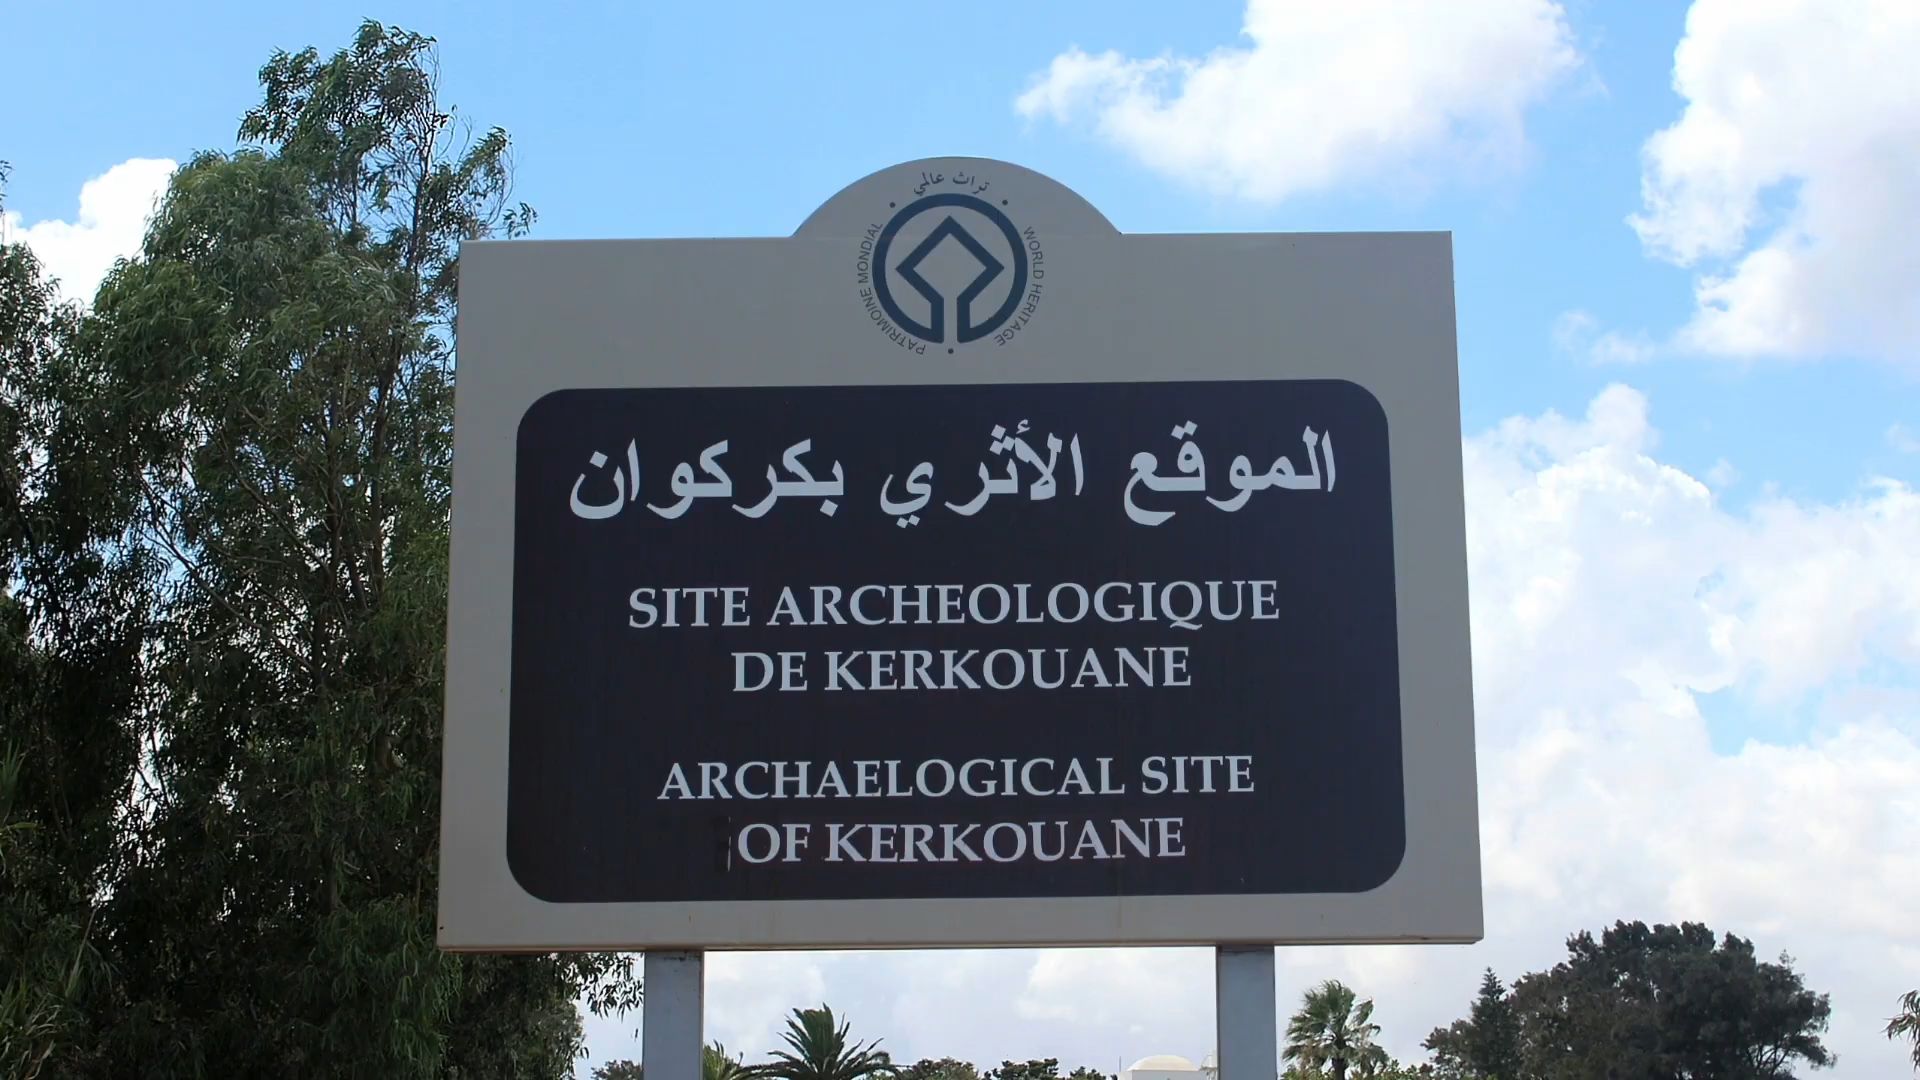 تراث عالمي
PATRIMOINE MONDIAL
WORLD HERITAGE
الموقع الأثري بكركوان
SITE ARCHEOLOGIQUE
DE KERKOUANE
ARCHAELOGICAL SITE
OF KERKOUANE